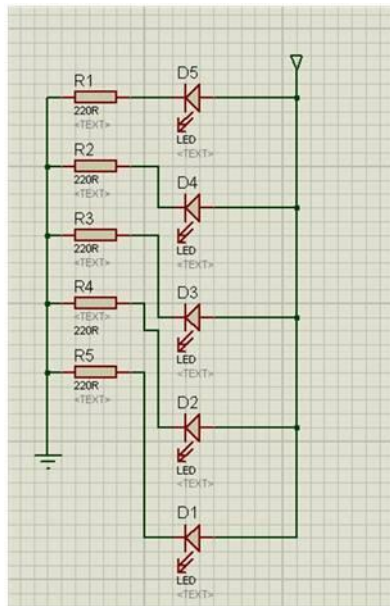 R1
220R
<TEXT>
D5
LED
<TEXT>
R2
220R
<TEXT>
D4
LED
<TEXT>
R3
220R
<TEXT>
D3
LED
<TEXT>
R4
<TEXT>
220R
D2
LED
<TEXT>
R5
220R
<TEXT>
D1
LED
<TEXT>